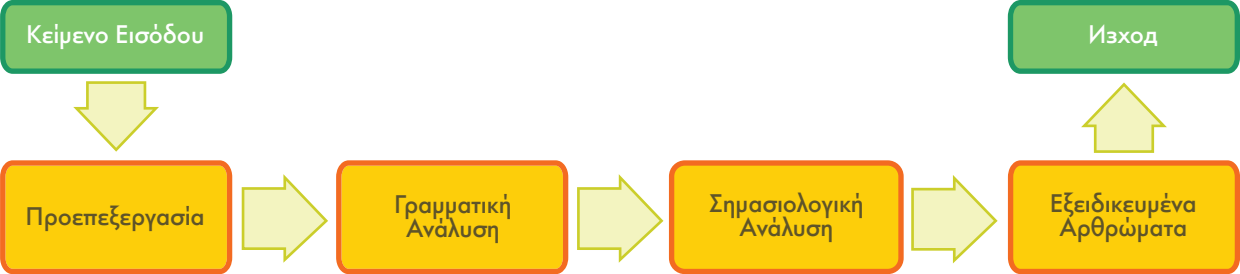 Κείμενο Εισόδου
Изход
Προεπεξεργασία
Γραμματική
Ανάλυση
Σημασιολογική
Ανάλυση
Εξειδικευμένα
Αρθρώματα